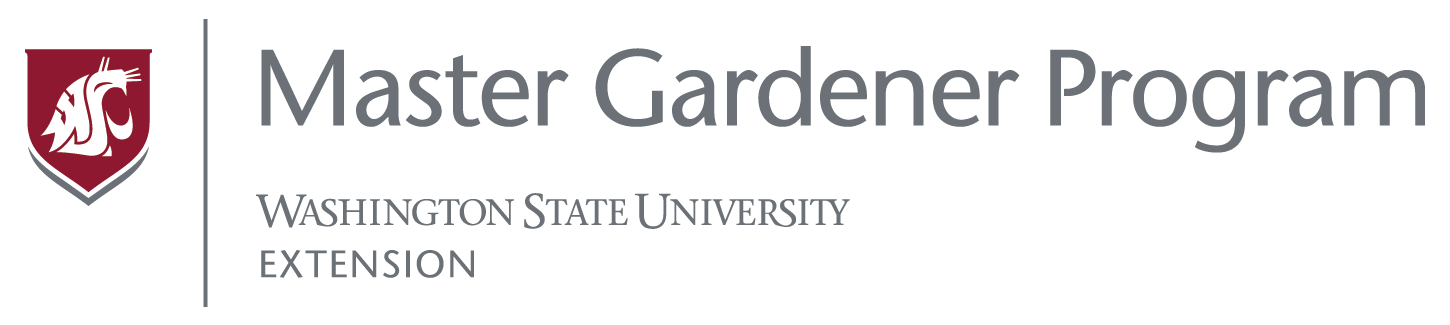 Master Gardener Program
WASHINGTON STATE UNIVERSITY
EXTENSION